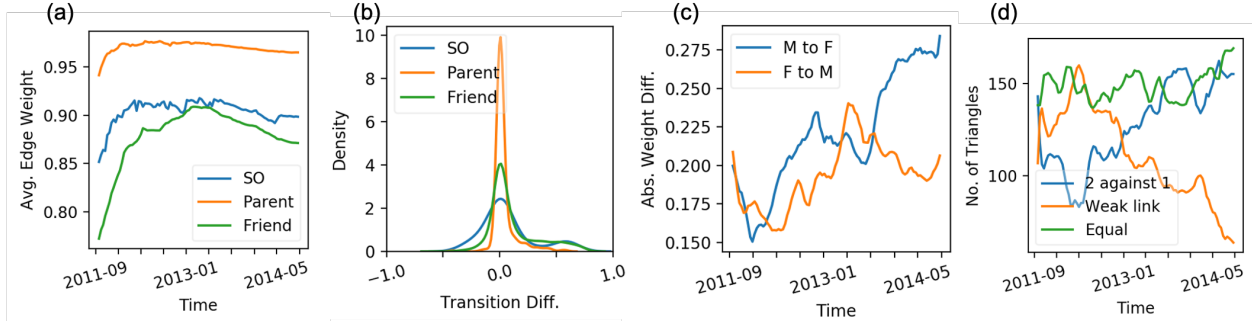 (a)
Avg. Edge Weight
0.95
0.90
0.85
0.80
SO
Parent
Friend
2011-09
2013-01
2014-05
Time
(b)
Density
10
8
6
4
2
0
SO
Parent
Friend
−1.0
0.0
1.0
Transition Diff.
(c)
Abs. Weight Diff.
0.275
0.250
0.225
0.200
0.175
0.150
M to F
F to M
2011-09
2013-01
2014-05
Time
(d)
No. of Triangles
150
100
2 against 1
Weak link
Equal
2011-09
2013-01
2014-05
Time